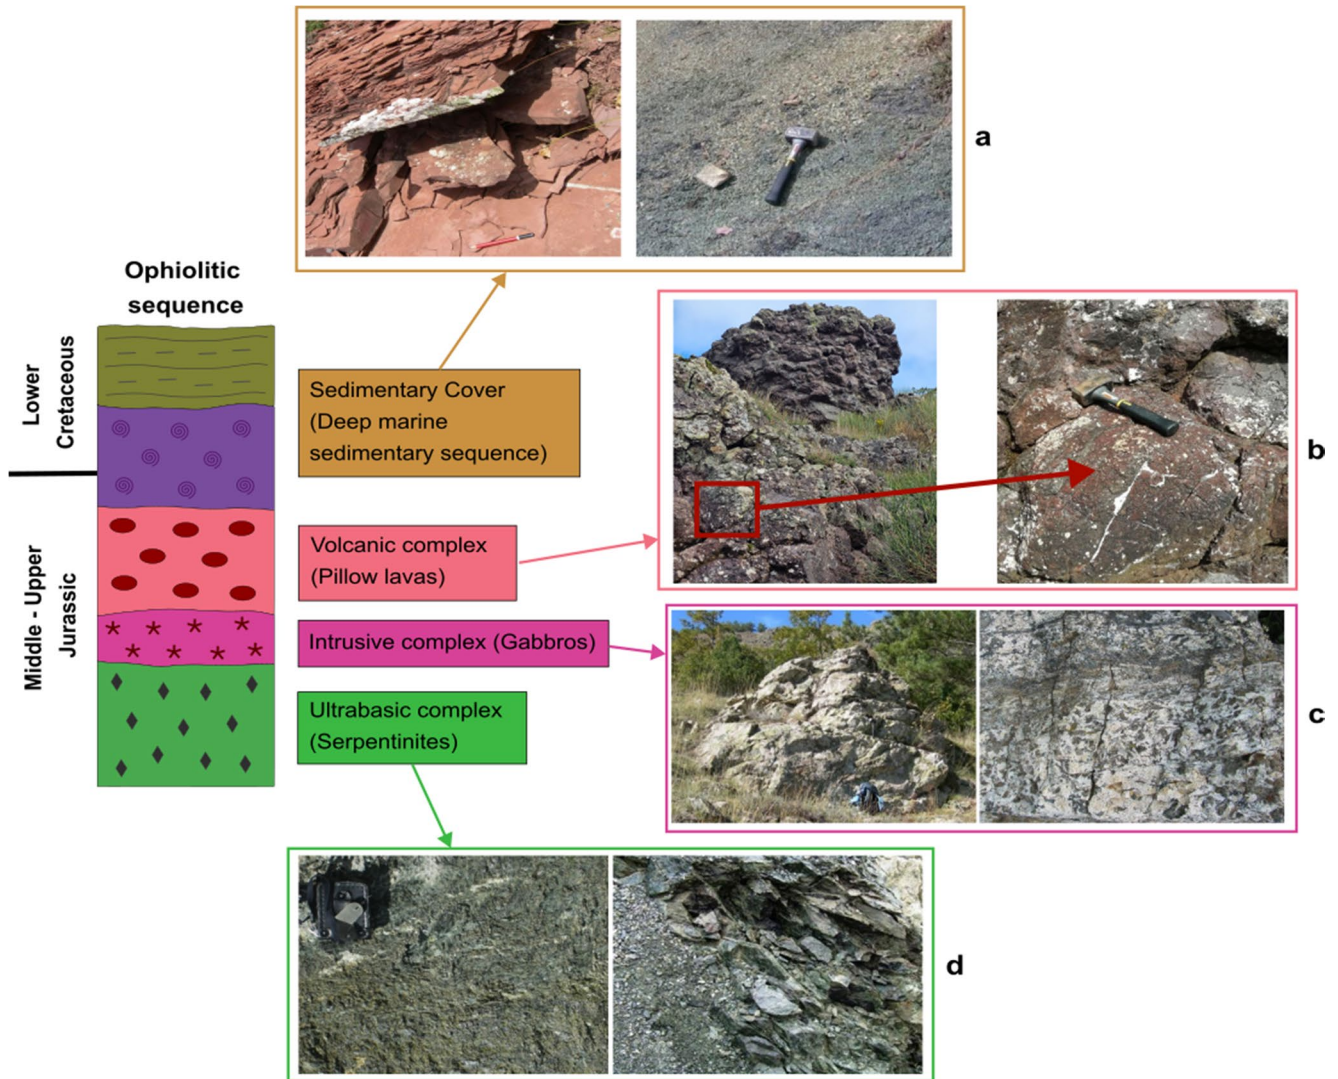 a
Ophiolitic
sequence
Lower
Cretaceous
Sedimentary Cover
(Deep marine
sedimentary sequence)
b
Volcanic complex
(Pillow lavas)
Middle - Upper
Jurassic
Intrusive complex (Gabbros)
c
Ultrabasic complex
(Serpentinites)
d